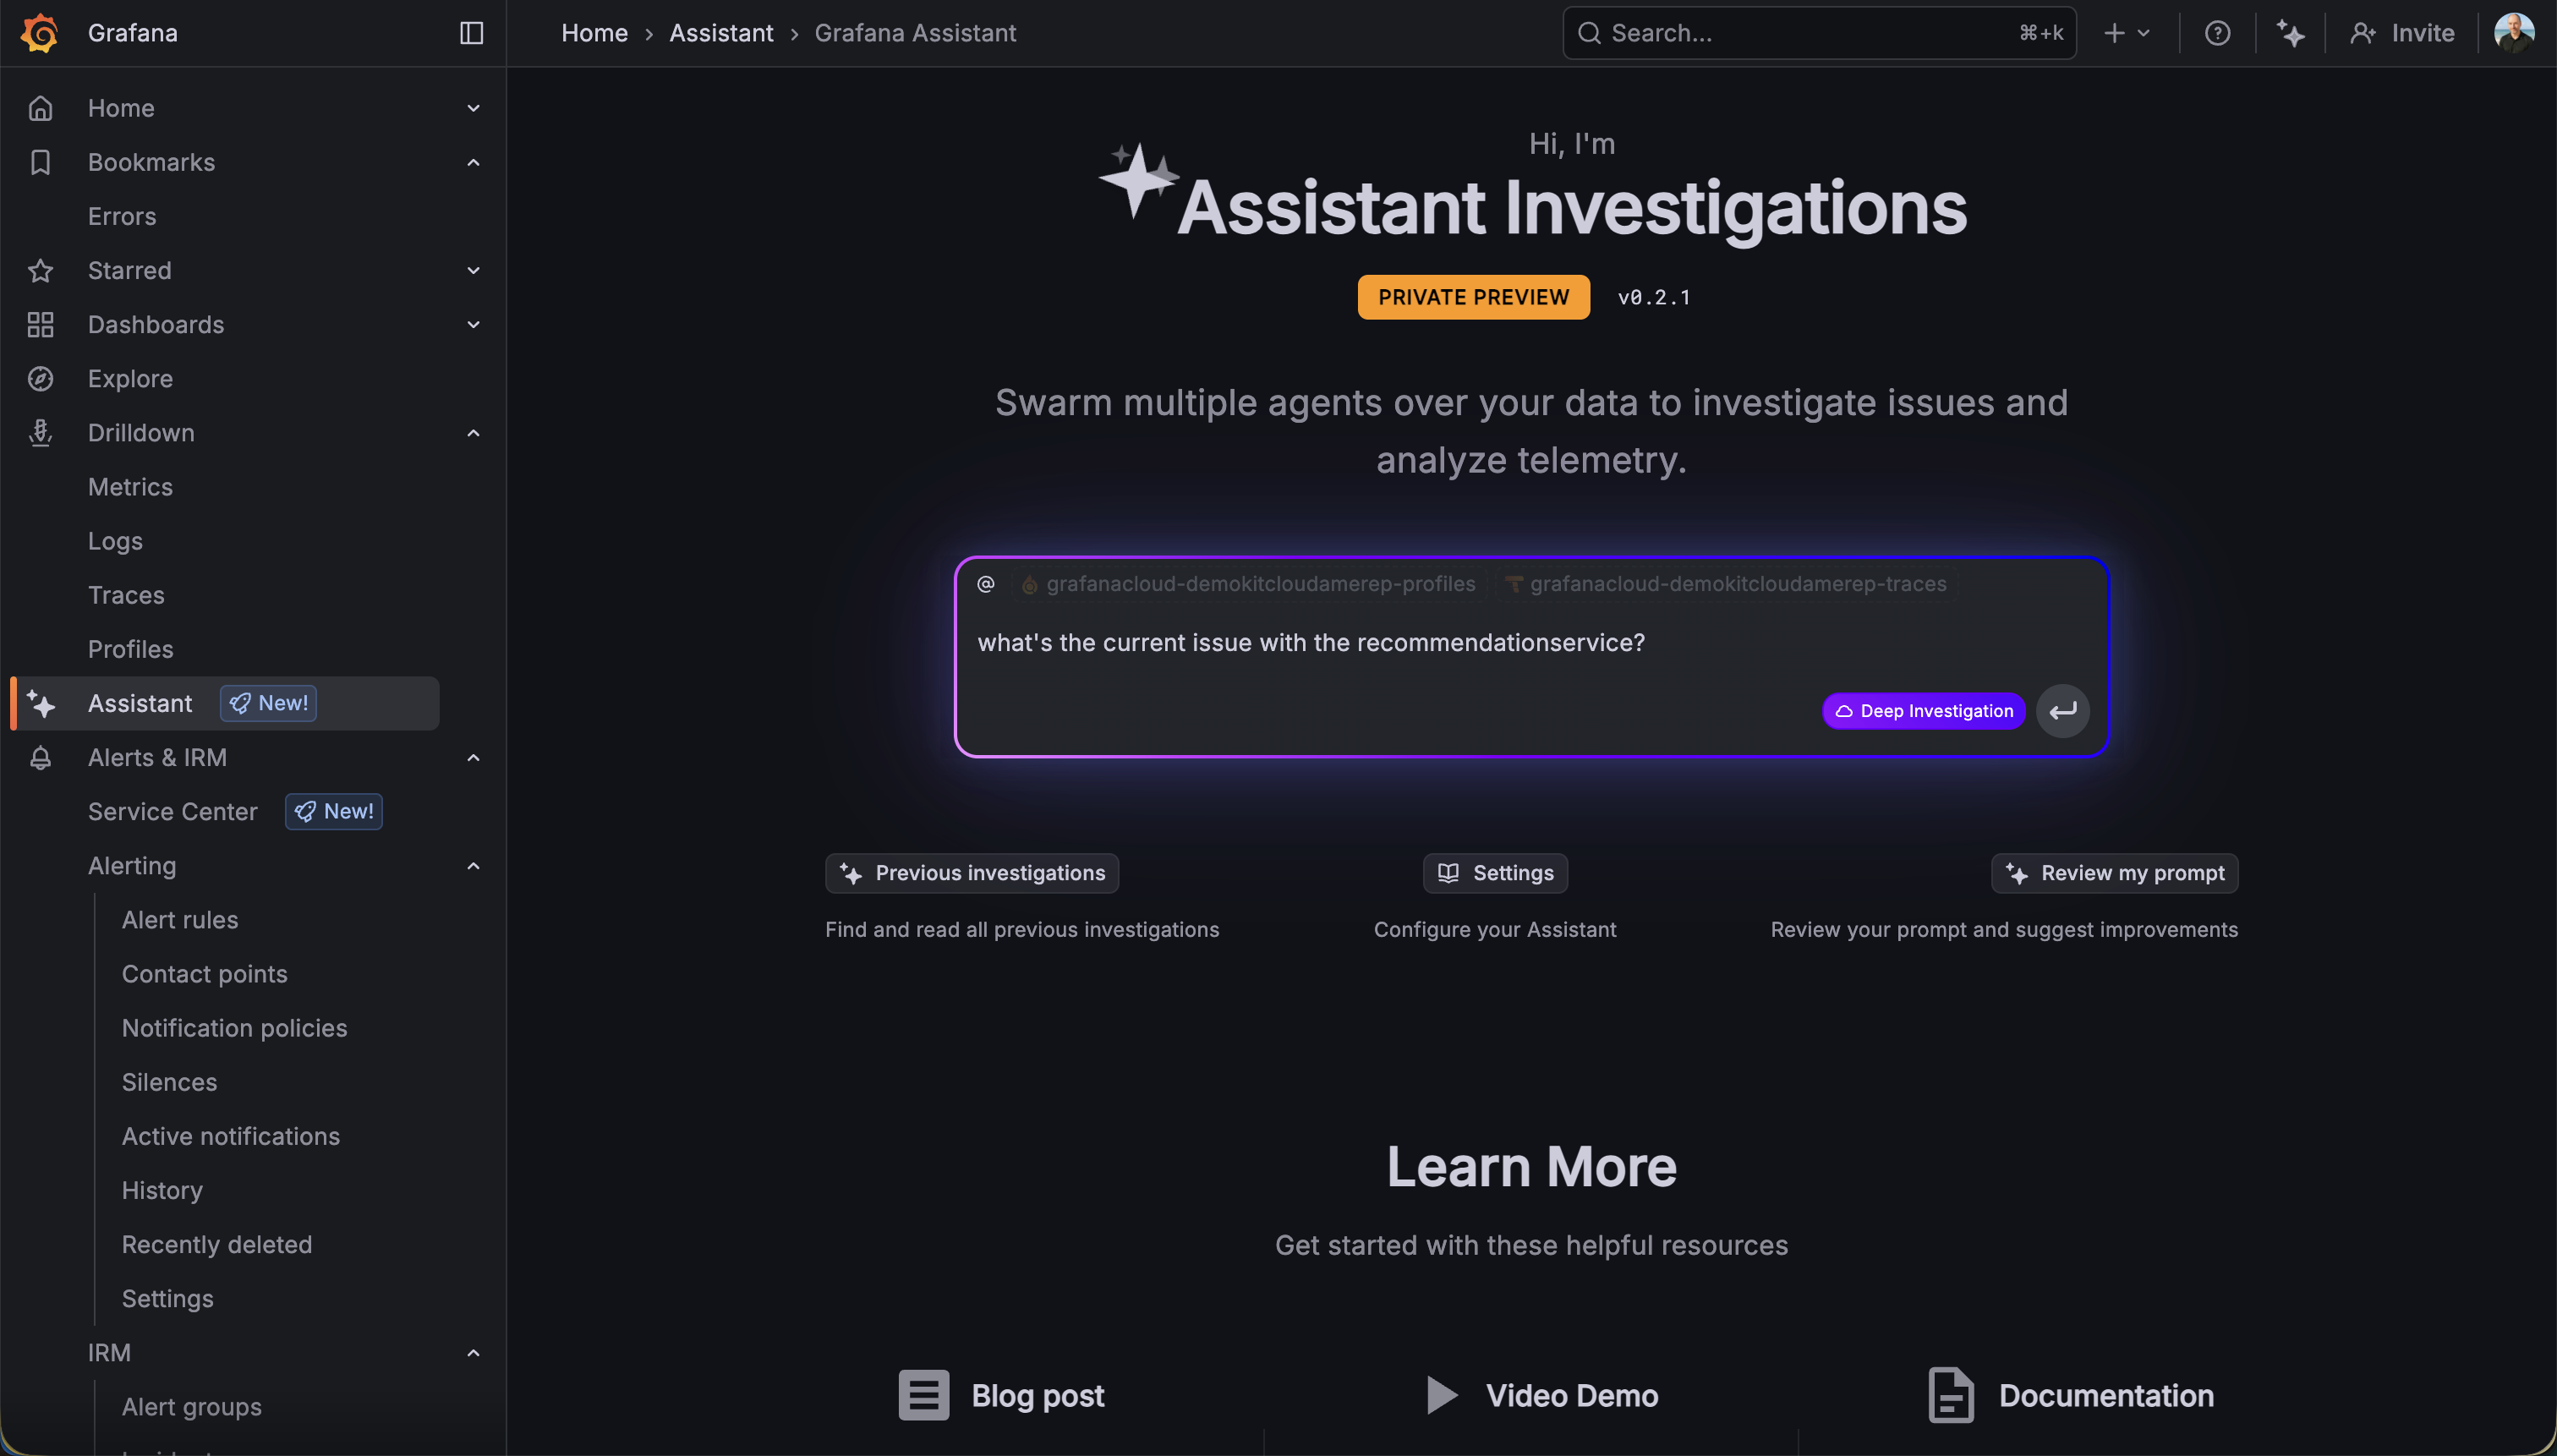 Grafana
Home › Assistant › Grafana Assistant
Search...
⌘+k
Invite
Home
Bookmarks
Errors
Starred
Dashboards
Explore
Drilldown
Metrics
Logs
Traces
Profiles
Assistant New!
Alerts & IRM
Service Center New!
Alerting
Alert rules
Contact points
Notification policies
Silences
Active notifications
History
Recently deleted
Settings
IRM
Alert groups
Hi, I'm
Assistant Investigations
PRIVATE PREVIEW v0.2.1
Swarm multiple agents over your data to investigate issues and
analyze telemetry.
@ grafanacloud-demokitcloudamerep-profiles grafanacloud-demokitcloudamerep-traces
what's the current issue with the recommendationservice?
Deep Investigation
Previous investigations
Find and read all previous investigations
Settings
Configure your Assistant
Review my prompt
Review your prompt and suggest improvements
Learn More
Get started with these helpful resources
Blog post
Video Demo
Documentation